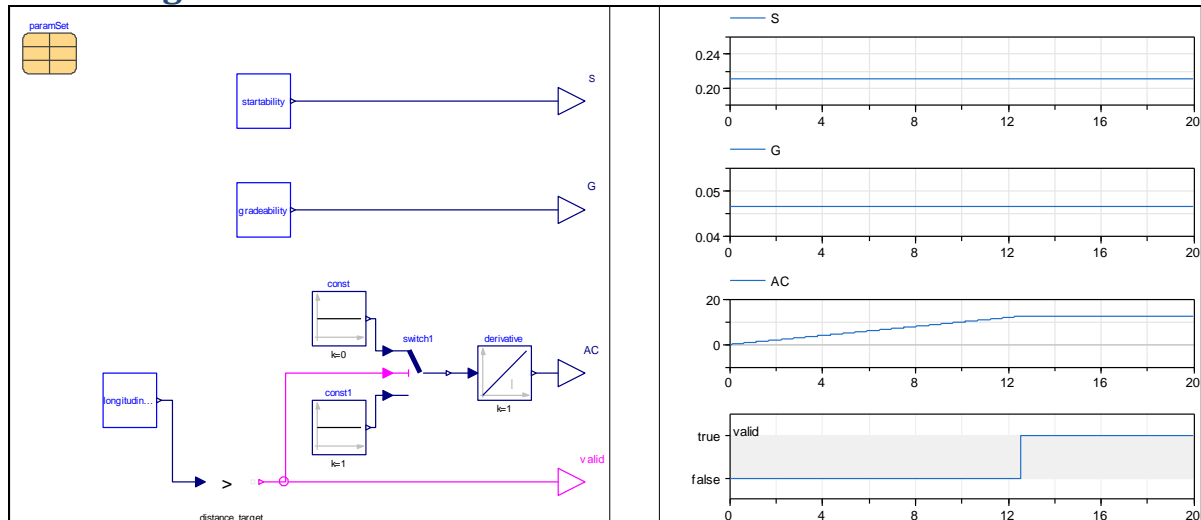 g
paramSet
startability
S
gradeability
G
const
k=0
switch1
derivative
k=1
AC
longitudin...
const1
k=1
>
valid
distance_target
S
0.24
0.20
0 4 8 12 16 20
G
0.05
0.04
0 4 8 12 16 20
AC
20
0
0 4 8 12 16 20
valid
true
false
0 4 8 12 16 20